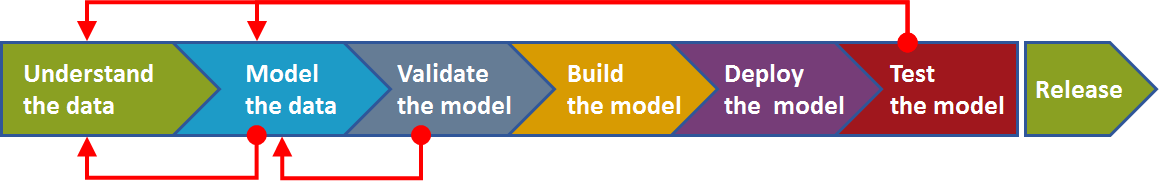 Understand
the data
Model
the data
Validate
the model
Build
the model
Deploy
the  model
Test
the model
Release